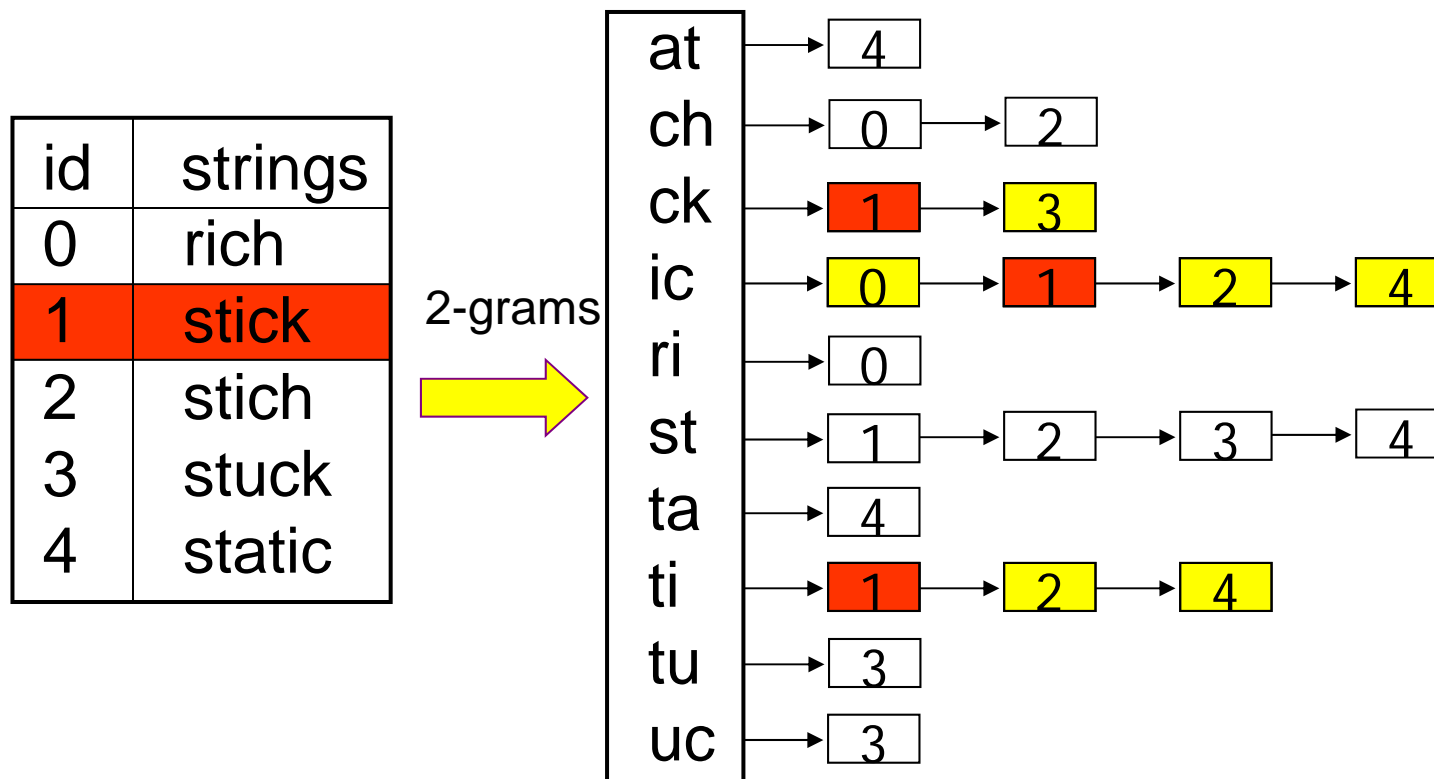 id strings
0 rich
1 stick
2 stich
3 stuck
4 static
2-grams
at 4
ch 0 2
ck 1 3
ic 0 1 2 4
ri 0
st 1 2 3 4
ta 4
ti 1 2 4
tu 3
uc 3